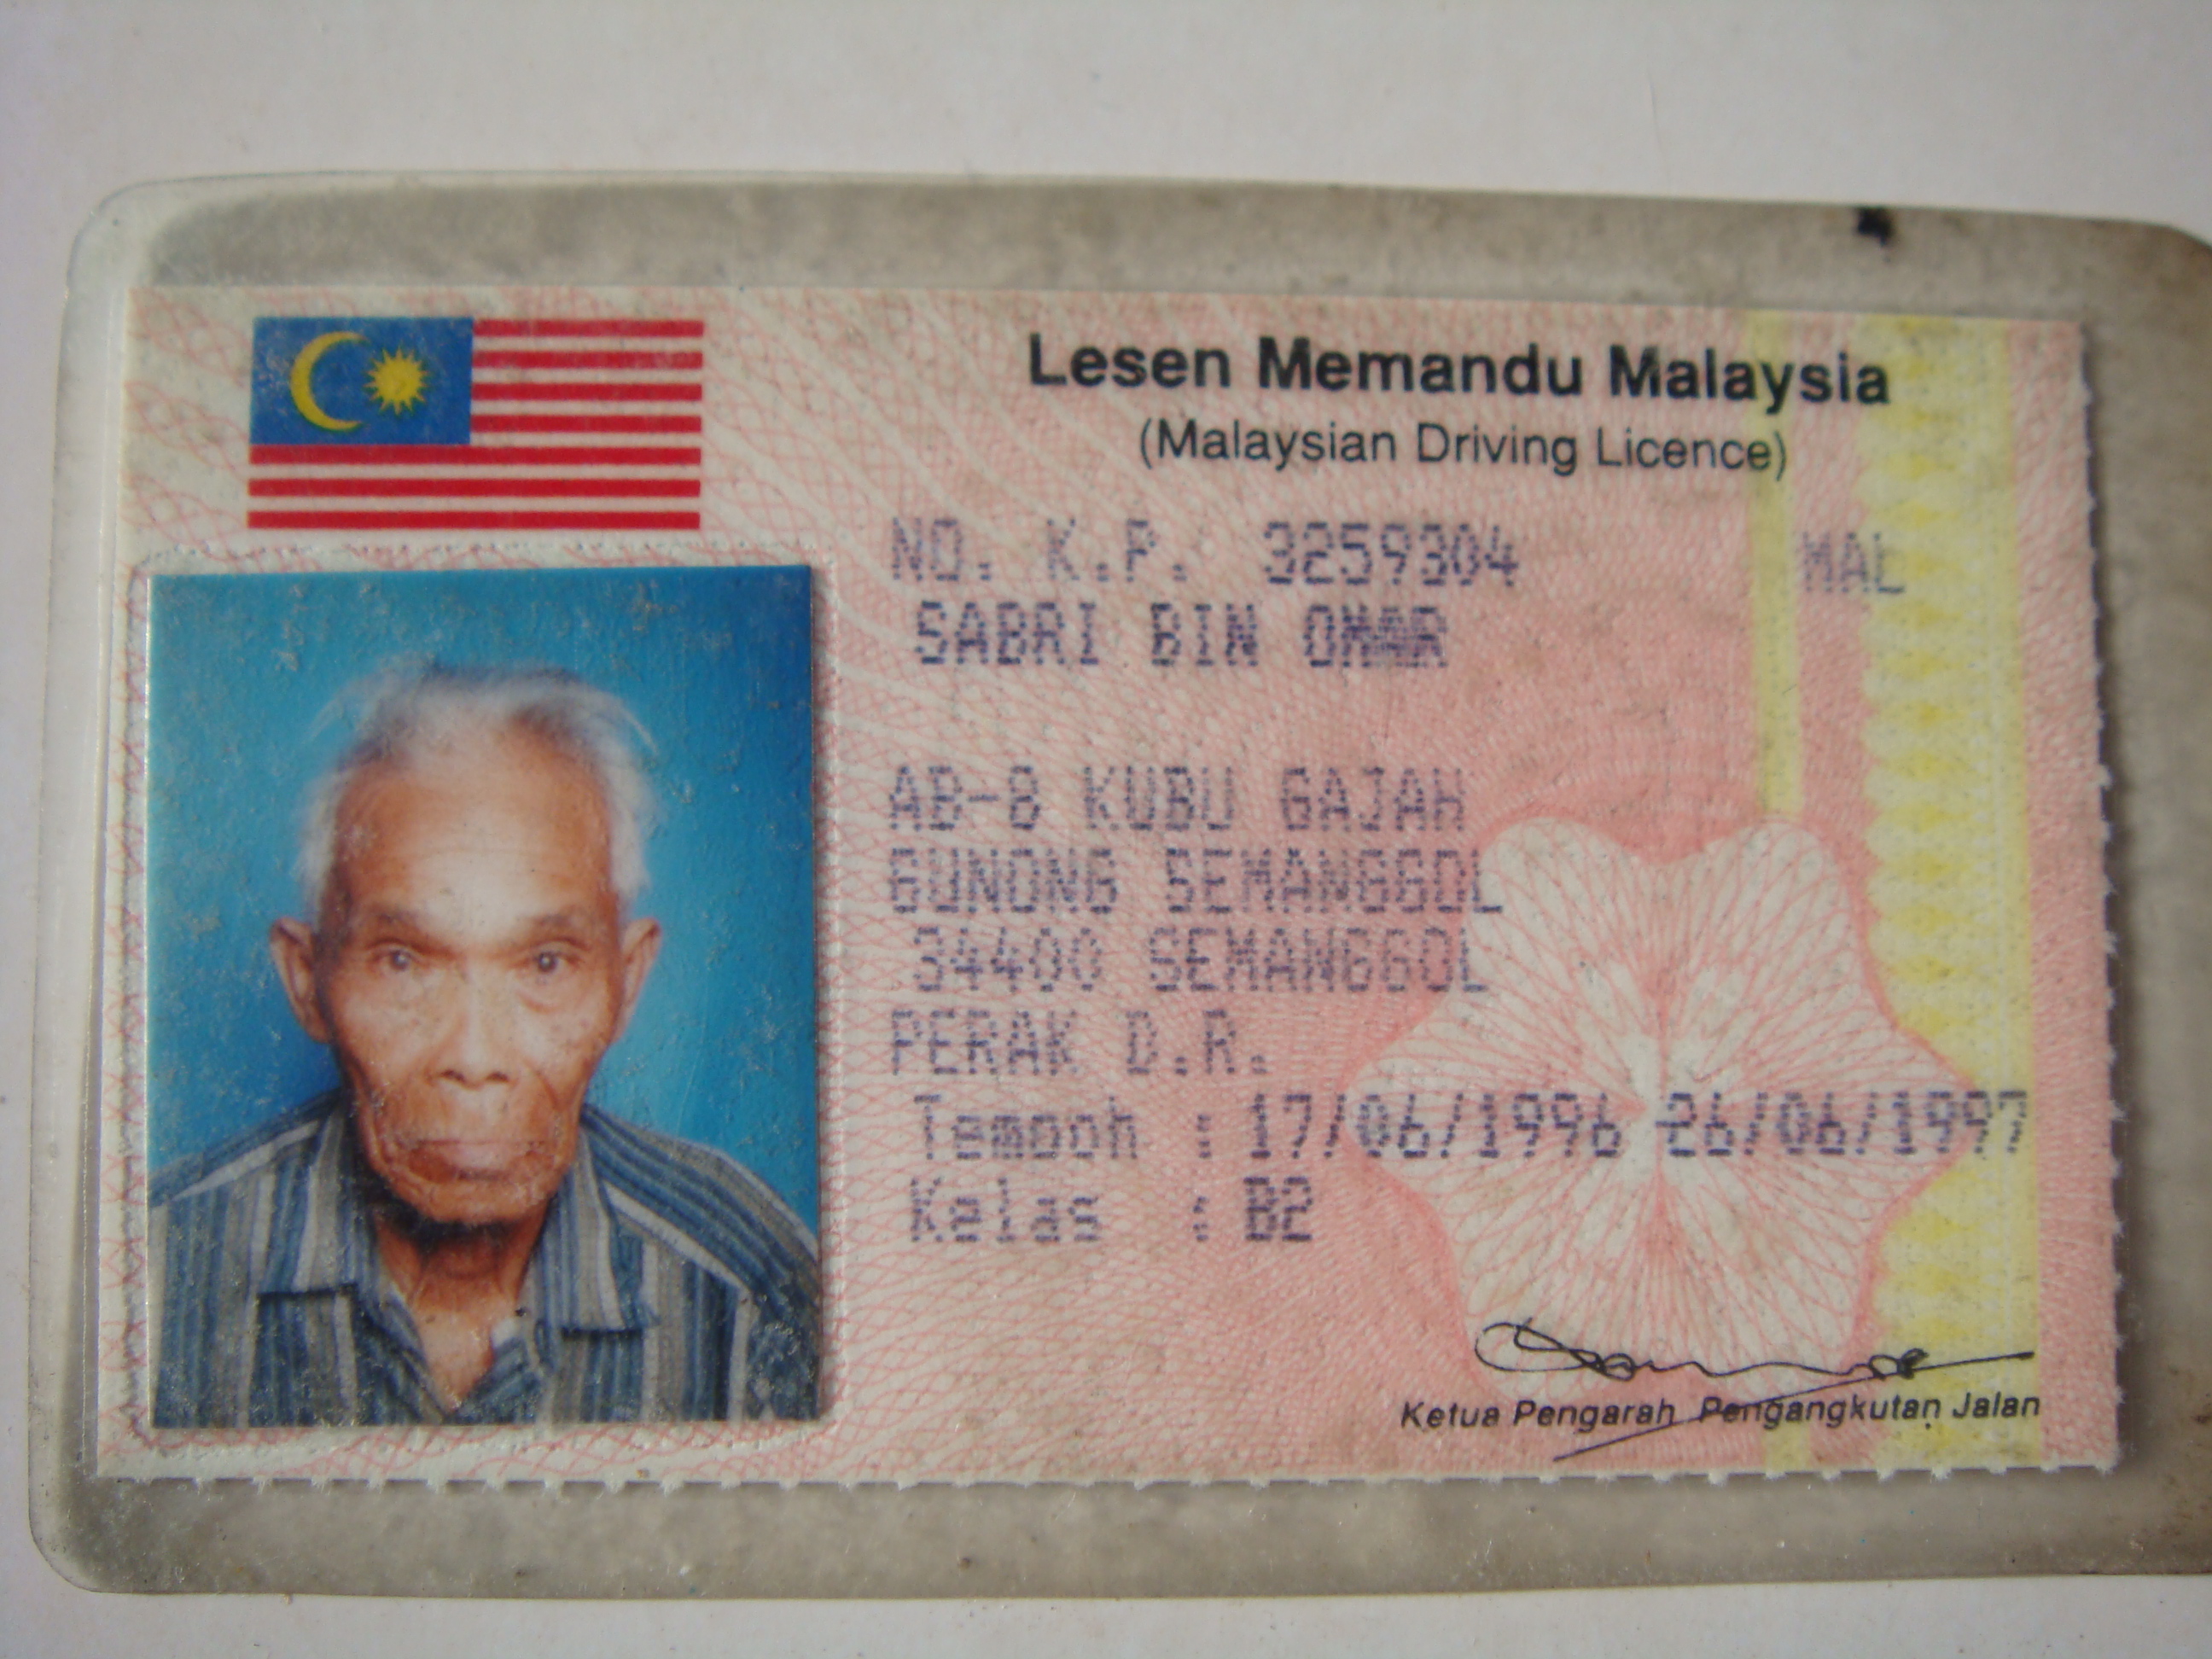 Lesen Memandu Malaysia
(Malaysian Driving Licence)
NO. K.P. 3259304 MAL
SABRI BIN OMAR
AB-8 KUBU GAJAH
GUNONG SEMANGGOL
34400 SEMANGGOL
PERAK D.R.
Tempoh : 17/06/1996 26/06/1997
Kelas : B2
Ketua Pengarah Pengangkutan Jalan